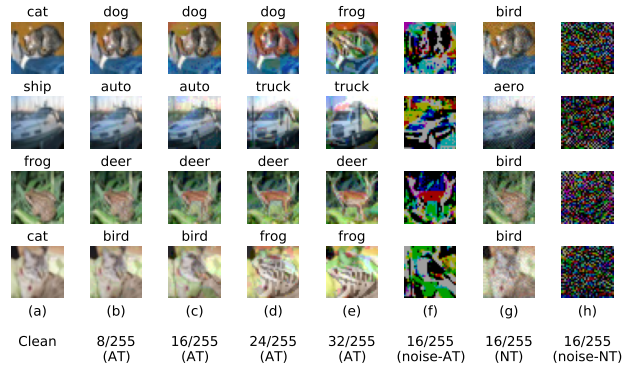 cat dog dog dog frog bird
ship auto auto truck truck aero
frog deer deer deer deer bird
cat bird bird frog frog bird
(a) (b) (c) (d) (e) (f) (g) (h)
Clean 8/255 16/255 24/255 32/255 16/255 16/255 16/255
(AT) (AT) (AT) (AT) (noise-AT) (NT) (noise-NT)